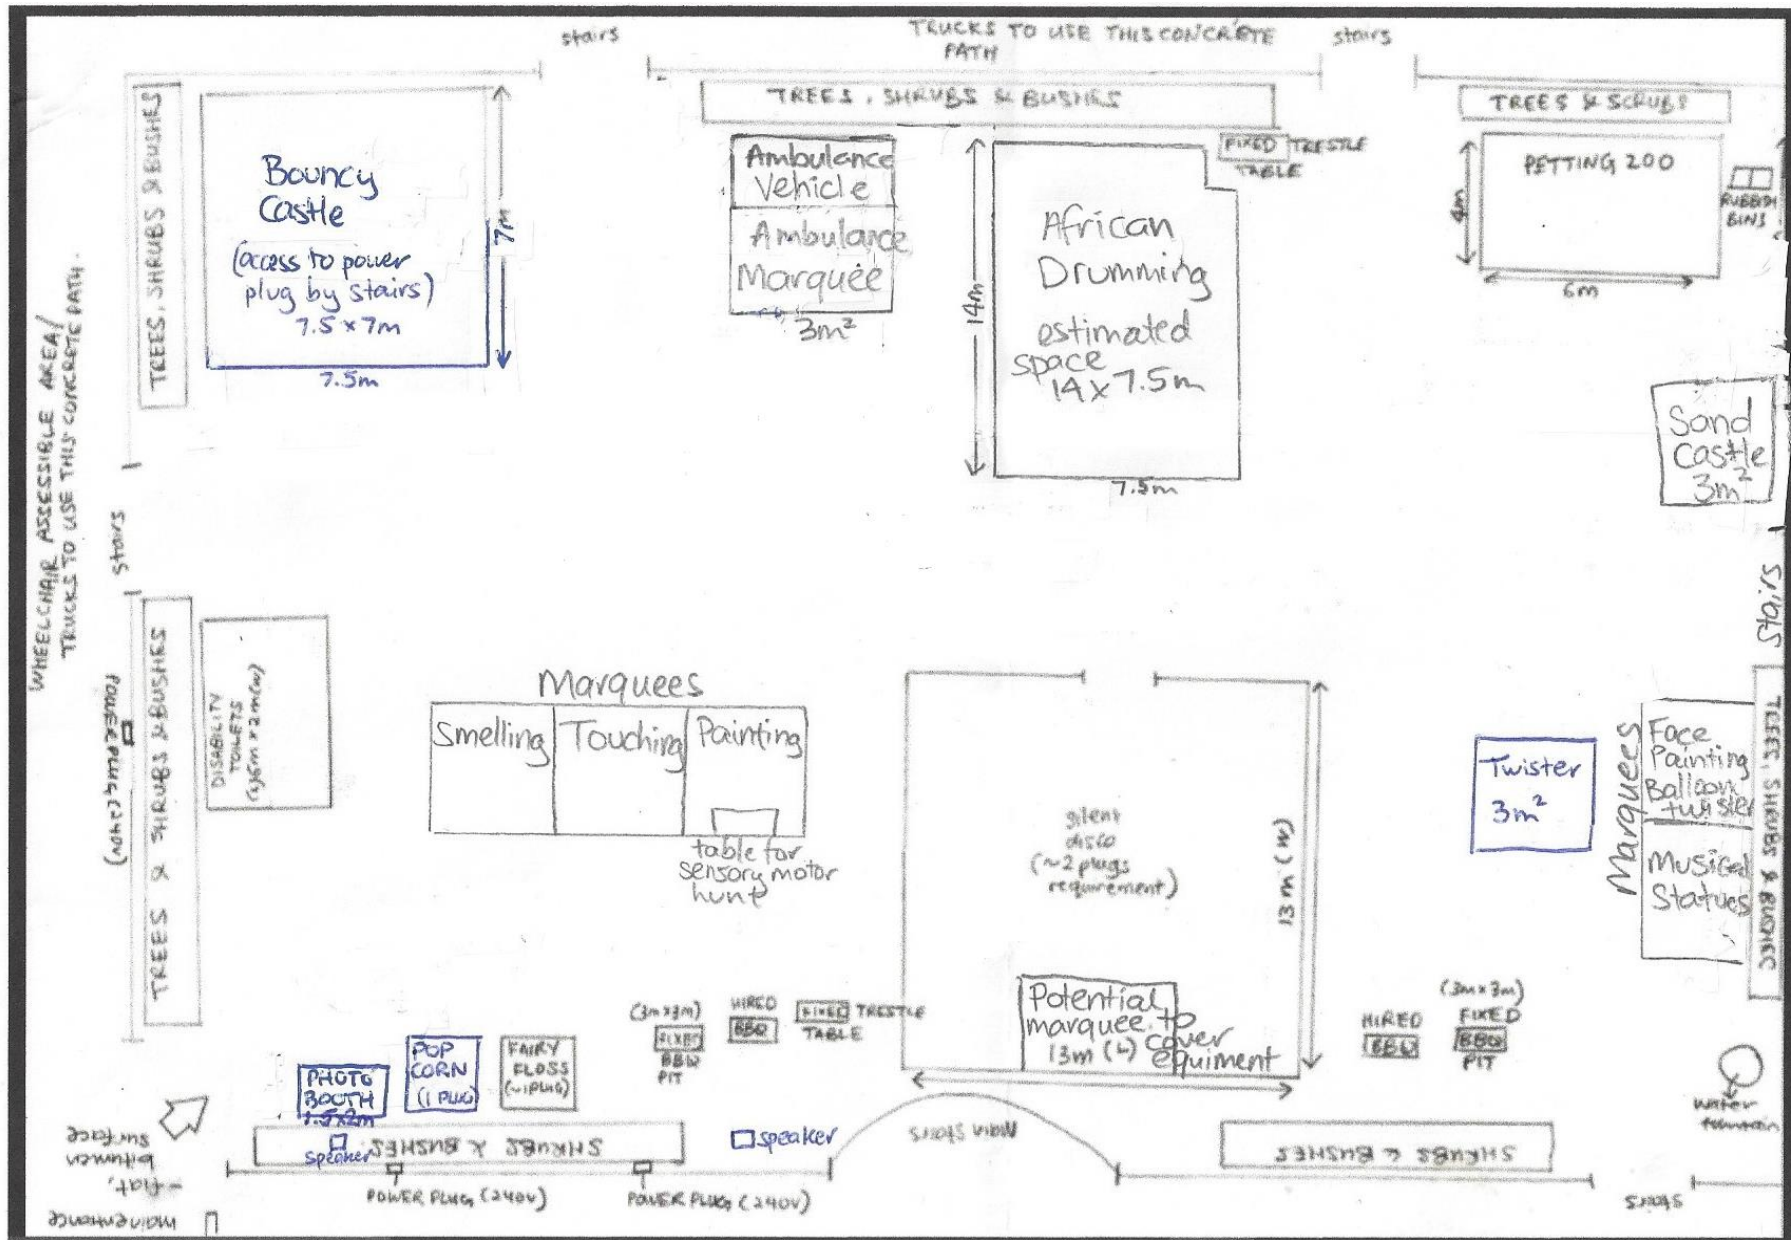 stairs
TRUCKS TO USE THIS CONCRETE
PATH
stairs
TREES, SHRUBS & BUSHES
TREES & SCRUBS
TREES, SHRUBS & BUSHES
Bouncy
Castle
(access to power
plug by stairs)
7.5 x 7m
7m
7.5m
Ambulance
Vehicle
Ambulance
Marquee
3m²
FIXED TRESTLE
TABLE
African
Drumming
estimated
space
14 x 7.5m
14m
7.5m
PETTING ZOO
4m
6m
RUBBISH
BINS
Sand
Castle
3m²
WHEELCHAIR ASSESSIBLE AREA/
TRUCKS TO USE THIS CONCRETE PATH.
stairs
Stairs
POWER PLUG (240V)
TREES & SHRUBS & BUSHES
DISABILITY
TOILETS
Marquees
Smelling
Touching
Painting
table for
sensory motor
hunt
silent
disco
(~2 plugs
requirement)
13m (W)
Potential
marquee to
cover
equiment
13m (L)
Twister
3m²
Marquees
Face
Painting
Balloon
twister
Musical
Statues
TREES, SHRUBS & BUSHES
PHOTO
BOOTH
1.5x2m
POP
CORN
(1 PLUG)
FAIRY
FLOSS
(~1PLUG)
(3m x 3m)
FIXED
BBQ
PIT
HIRED
BBQ
FIXED TRESTLE
TABLE
HIRED
BBQ
(3m x 3m)
FIXED
BBQ
PIT
water
fountain
speaker
SHRUBS & BUSHES
speaker
Main Stairs
SHRUBS & BUSHES
stairs
- flat,
bitumen
surface
mainentrance
POWER PLUG (240V)
POWER PLUG (240V)